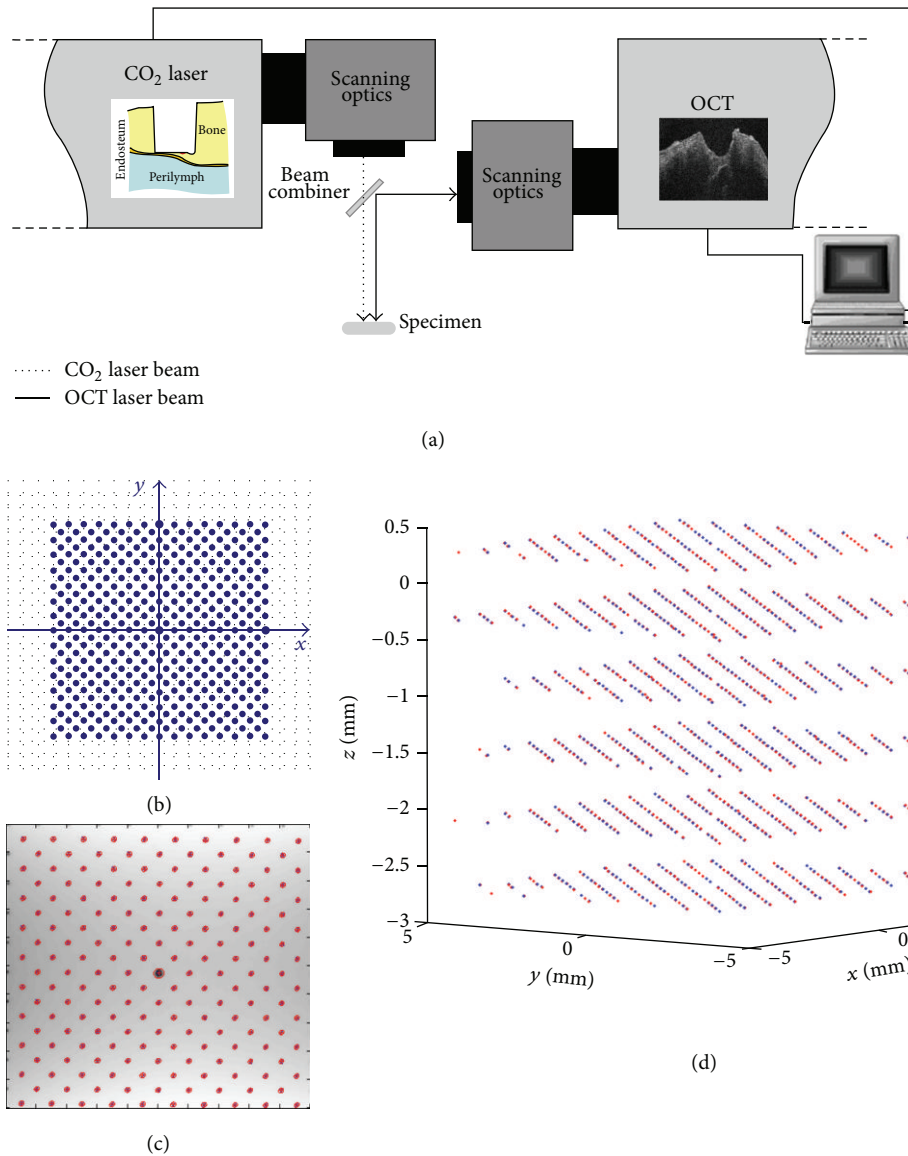 CO₂ laser
Endosteum
Bone
Perilymph
Scanning
optics
Beam
combiner
Scanning
optics
OCT
Specimen
CO₂ laser beam
OCT laser beam
(a)
y
x
(b)
(c)
0.5
0
−0.5
−1
−1.5
−2
−2.5
−3
z (mm)
5
0
−5
y (mm)
−5
0
x (mm)
(d)